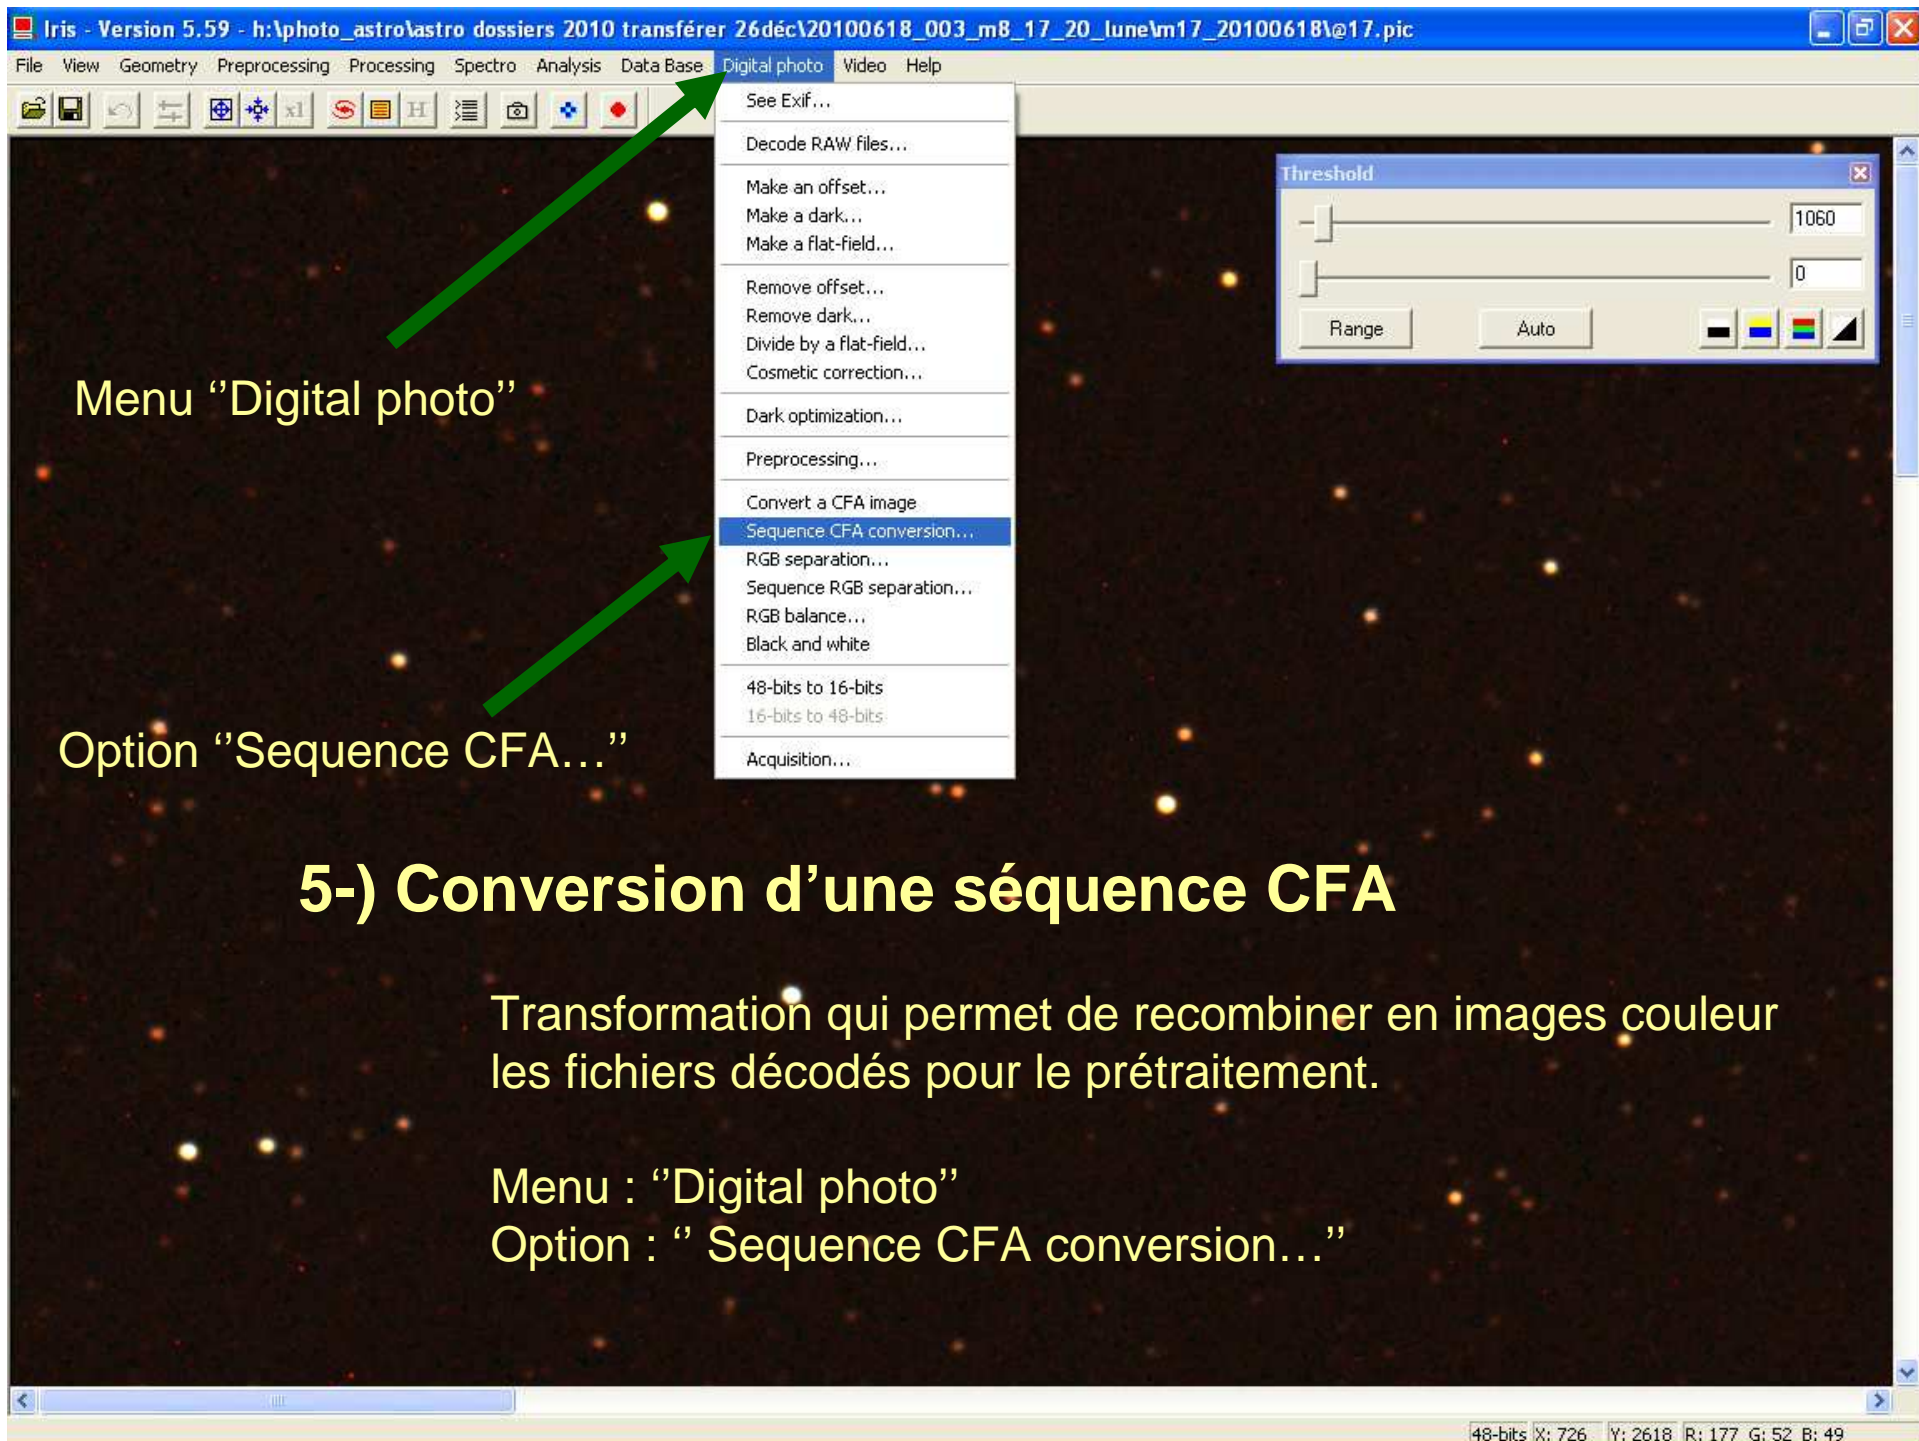 Iris - Version 5.59 - h:\photo_astro\astro dossiers 2010 transférer 26déc\20100618_003_m8_17_20_lune\m17_20100618\@17.pic
File View Geometry Preprocessing Processing Spectro Analysis Data Base Digital photo Video Help
x1 H
See Exif...
Decode RAW files...
Make an offset...
Make a dark...
Make a flat-field...
Remove offset...
Remove dark...
Divide by a flat-field...
Cosmetic correction...
Dark optimization...
Preprocessing...
Convert a CFA image
Sequence CFA conversion...
RGB separation...
Sequence RGB separation...
RGB balance...
Black and white
48-bits to 16-bits
16-bits to 48-bits
Acquisition...
Threshold
1060
0
Range Auto
Menu ‘’Digital photo’’
Option ‘’Sequence CFA…’’
5-) Conversion d’une séquence CFA
Transformation qui permet de recombiner en images couleur
les fichiers décodés pour le prétraitement.
Menu : ‘’Digital photo’’
Option : ‘’ Sequence CFA conversion…’’
48-bits X: 726 Y: 2618 R: 177 G: 52 B: 49